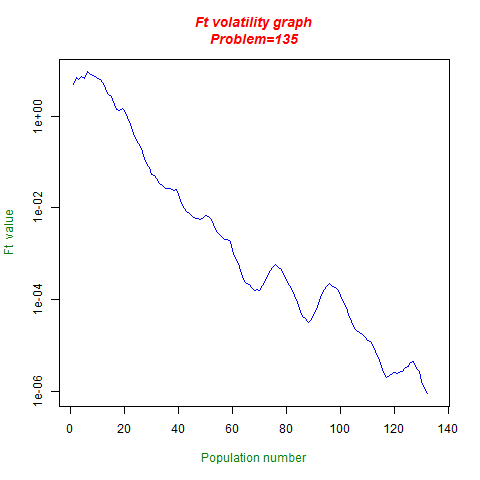 Ft volatility graph
Problem=135
Ft value
1e+00
1e-02
1e-04
1e-06
0 20 40 60 80 100 120 140
Population number